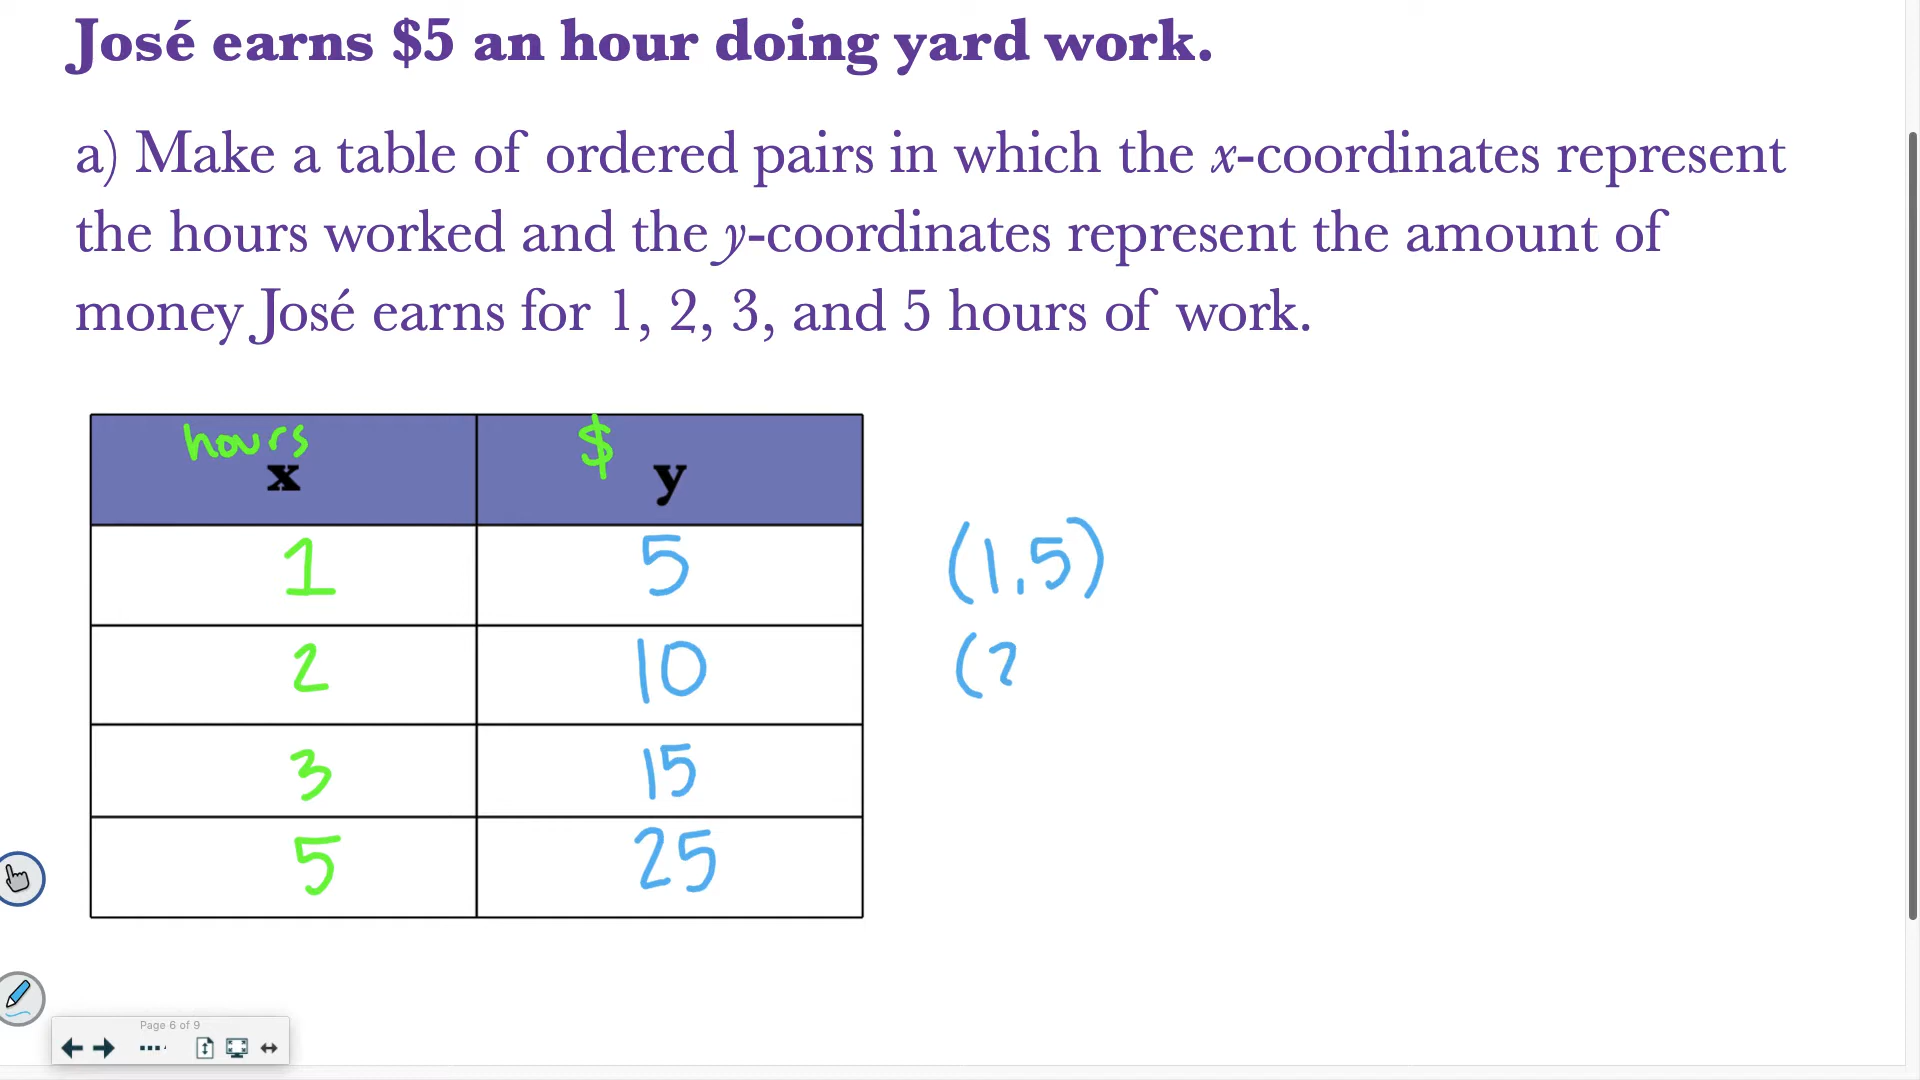 José earns $5 an hour doing yard work.
a) Make a table of ordered pairs in which the x-coordinates represent
the hours worked and the y-coordinates represent the amount of
money José earns for 1, 2, 3, and 5 hours of work.
hours $
x y
1 5 (1,5)
2 10 (2
3 15
5 25
Page 6 of 9